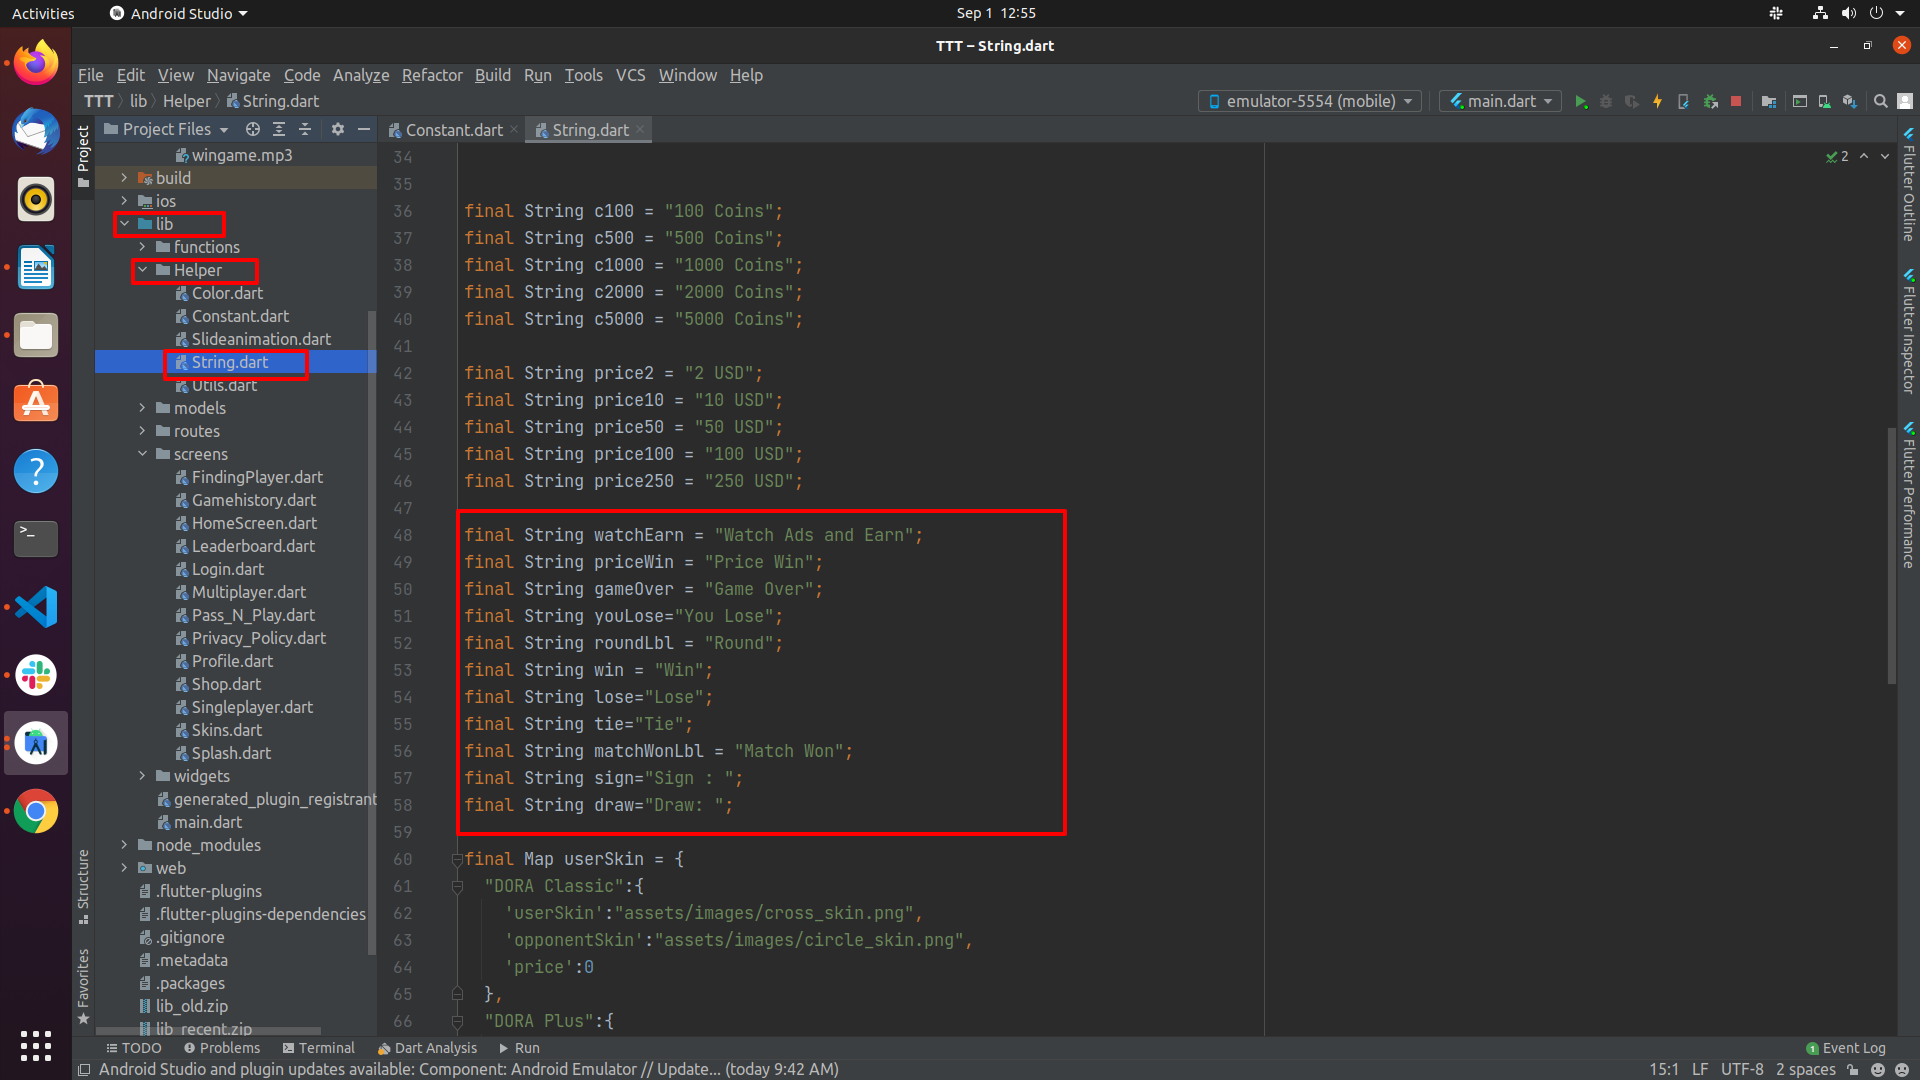 Activities
Android Studio
Sep 1 12:55
TTT – String.dart
File Edit View Navigate Code Analyze Refactor Build Run Tools VCS Window Help
TTT lib Helper String.dart
emulator-5554 (mobile)
main.dart
Project
Project Files
wingame.mp3
build
ios
lib
functions
Helper
Color.dart
Constant.dart
Slideanimation.dart
String.dart
Utils.dart
models
routes
screens
FindingPlayer.dart
Gamehistory.dart
HomeScreen.dart
Leaderboard.dart
Login.dart
Multiplayer.dart
Pass_N_Play.dart
Privacy_Policy.dart
Profile.dart
Shop.dart
Singleplayer.dart
Skins.dart
Splash.dart
widgets
generated_plugin_registrant
main.dart
node_modules
web
.flutter-plugins
.flutter-plugins-dependencies
.gitignore
.metadata
.packages
lib_old.zip
lib_recent.zip
Structure
Favorites
Constant.dart
String.dart
2
34
35
36 final String c100 = "100 Coins";
37 final String c500 = "500 Coins";
38 final String c1000 = "1000 Coins";
39 final String c2000 = "2000 Coins";
40 final String c5000 = "5000 Coins";
41
42 final String price2 = "2 USD";
43 final String price10 = "10 USD";
44 final String price50 = "50 USD";
45 final String price100 = "100 USD";
46 final String price250 = "250 USD";
47
48 final String watchEarn = "Watch Ads and Earn";
49 final String priceWin = "Price Win";
50 final String gameOver = "Game Over";
51 final String youLose="You Lose";
52 final String roundLbl = "Round";
53 final String win = "Win";
54 final String lose="Lose";
55 final String tie="Tie";
56 final String matchWonLbl = "Match Won";
57 final String sign="Sign : ";
58 final String draw="Draw: ";
59
60 final Map userSkin = {
61 "DORA Classic":{
62 'userSkin':"assets/images/cross_skin.png",
63 'opponentSkin':"assets/images/circle_skin.png",
64 'price':0
65 },
66 "DORA Plus":{
Flutter Outline
Flutter Inspector
Flutter Performance
TODO Problems Terminal Dart Analysis Run
1 Event Log
Android Studio and plugin updates available: Component: Android Emulator // Update... (today 9:42 AM)
15:1 LF UTF-8 2 spaces